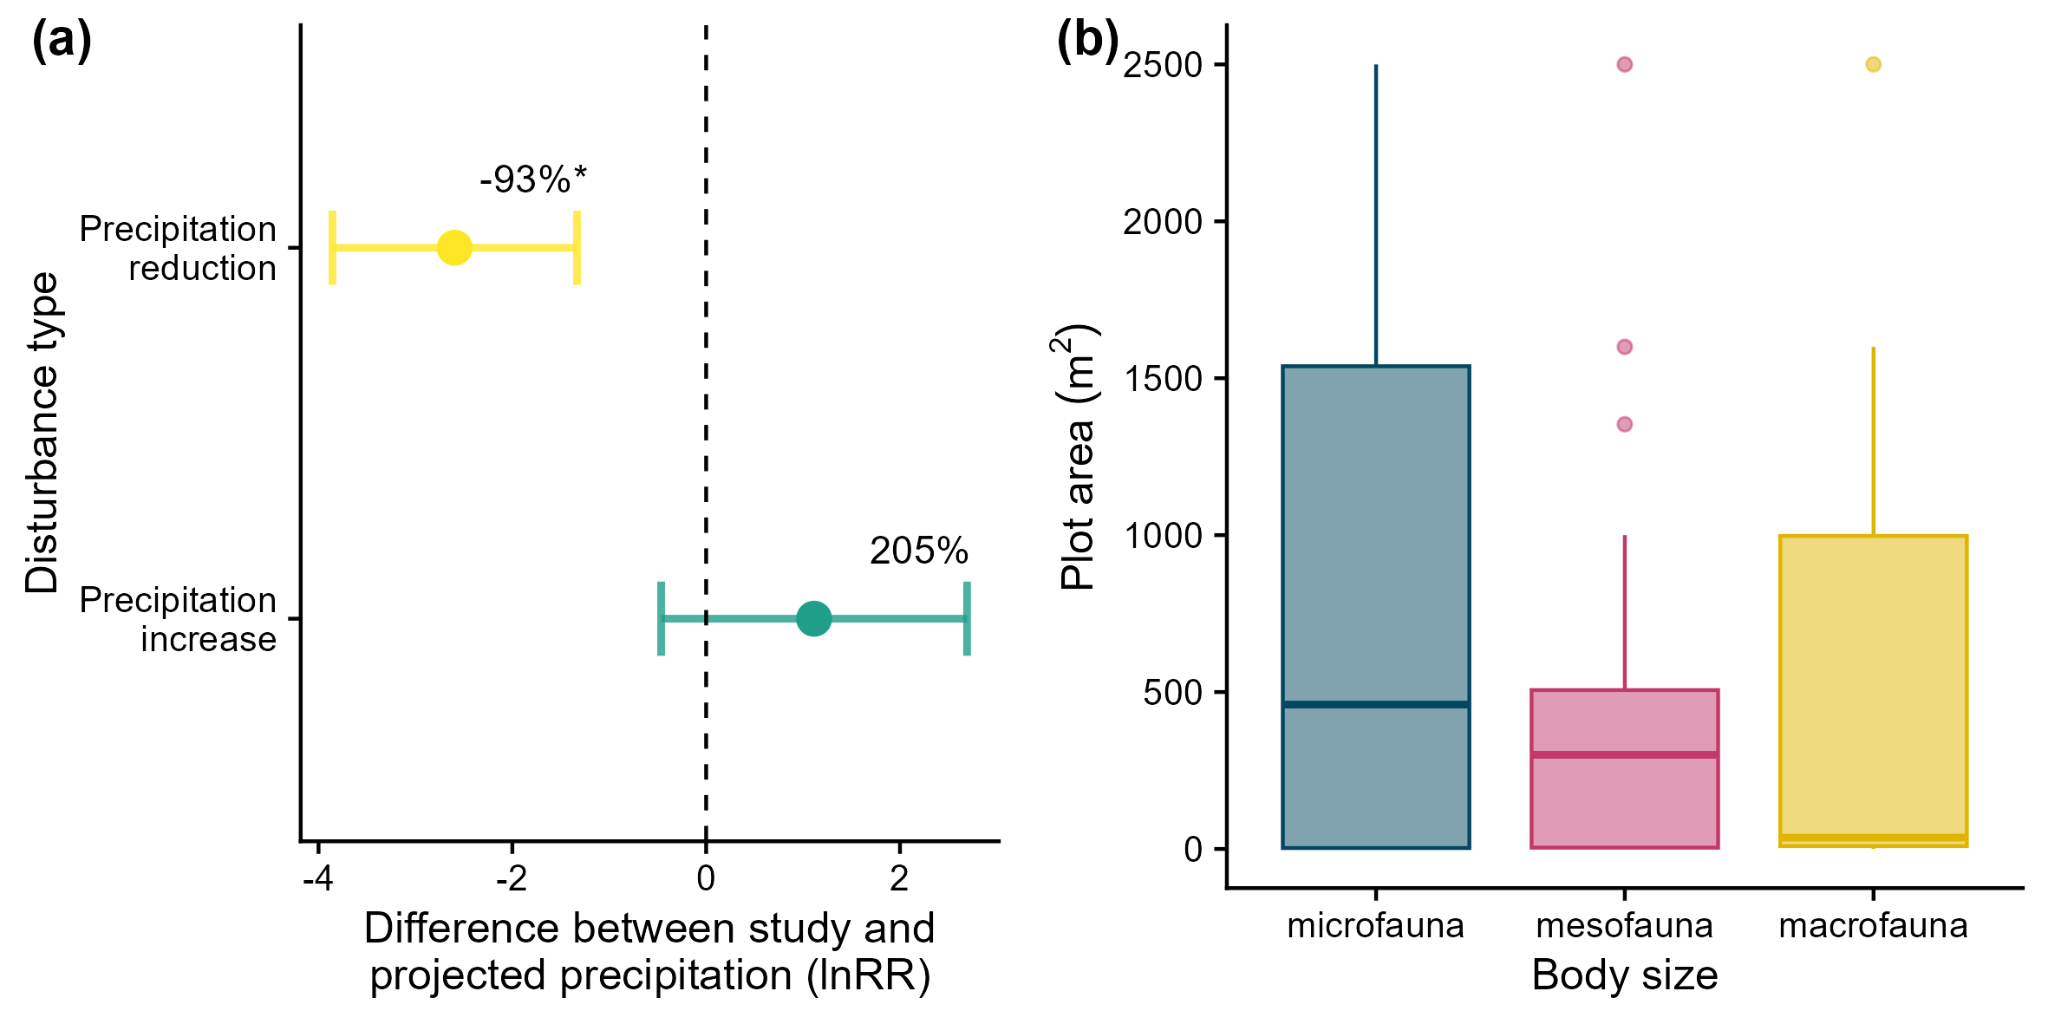 (a)
Disturbance type
Precipitation
reduction
Precipitation
increase
-93%*
205%
-4
-2
0
2
Difference between study and
projected precipitation (lnRR)
(b)
Plot area (m²)
2500
2000
1500
1000
500
0
microfauna
mesofauna
macrofauna
Body size